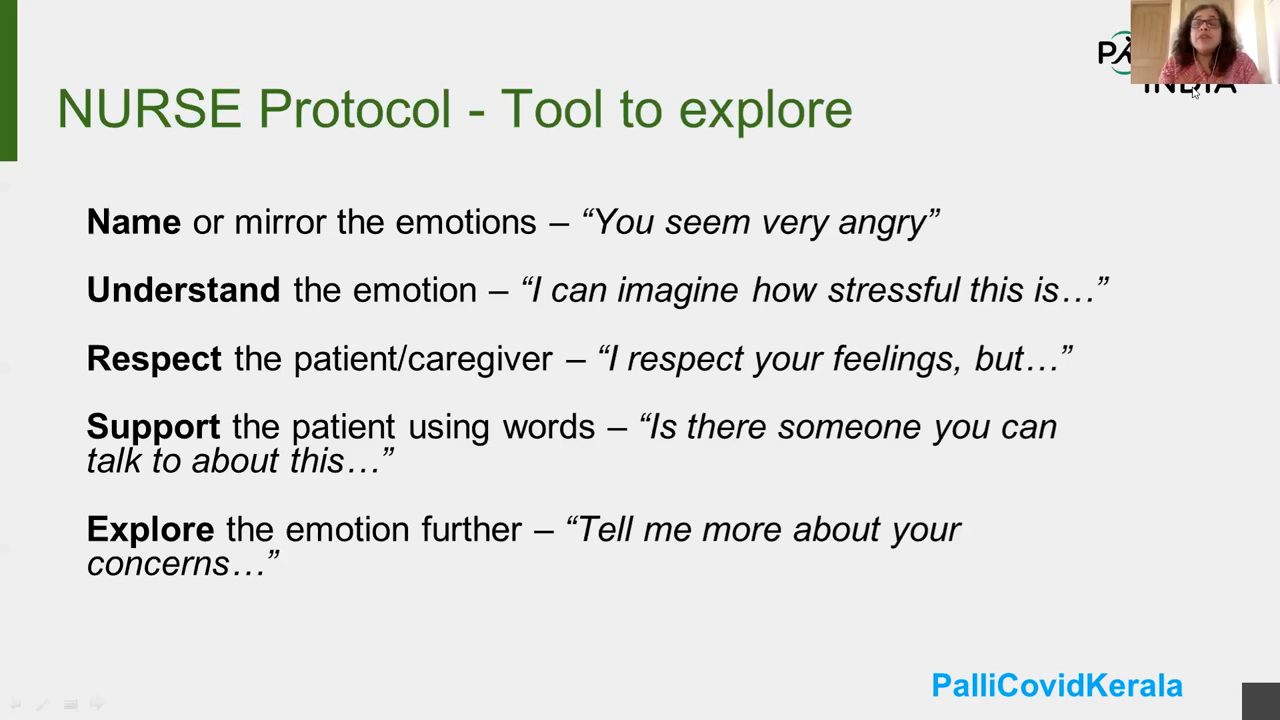 NURSE Protocol - Tool to explore
Name or mirror the emotions – “You seem very angry”
Understand the emotion – “I can imagine how stressful this is…”
Respect the patient/caregiver – “I respect your feelings, but…”
Support the patient using words – “Is there someone you can
talk to about this…”
Explore the emotion further – “Tell me more about your
concerns…”
INDIA
PalliCovidKerala